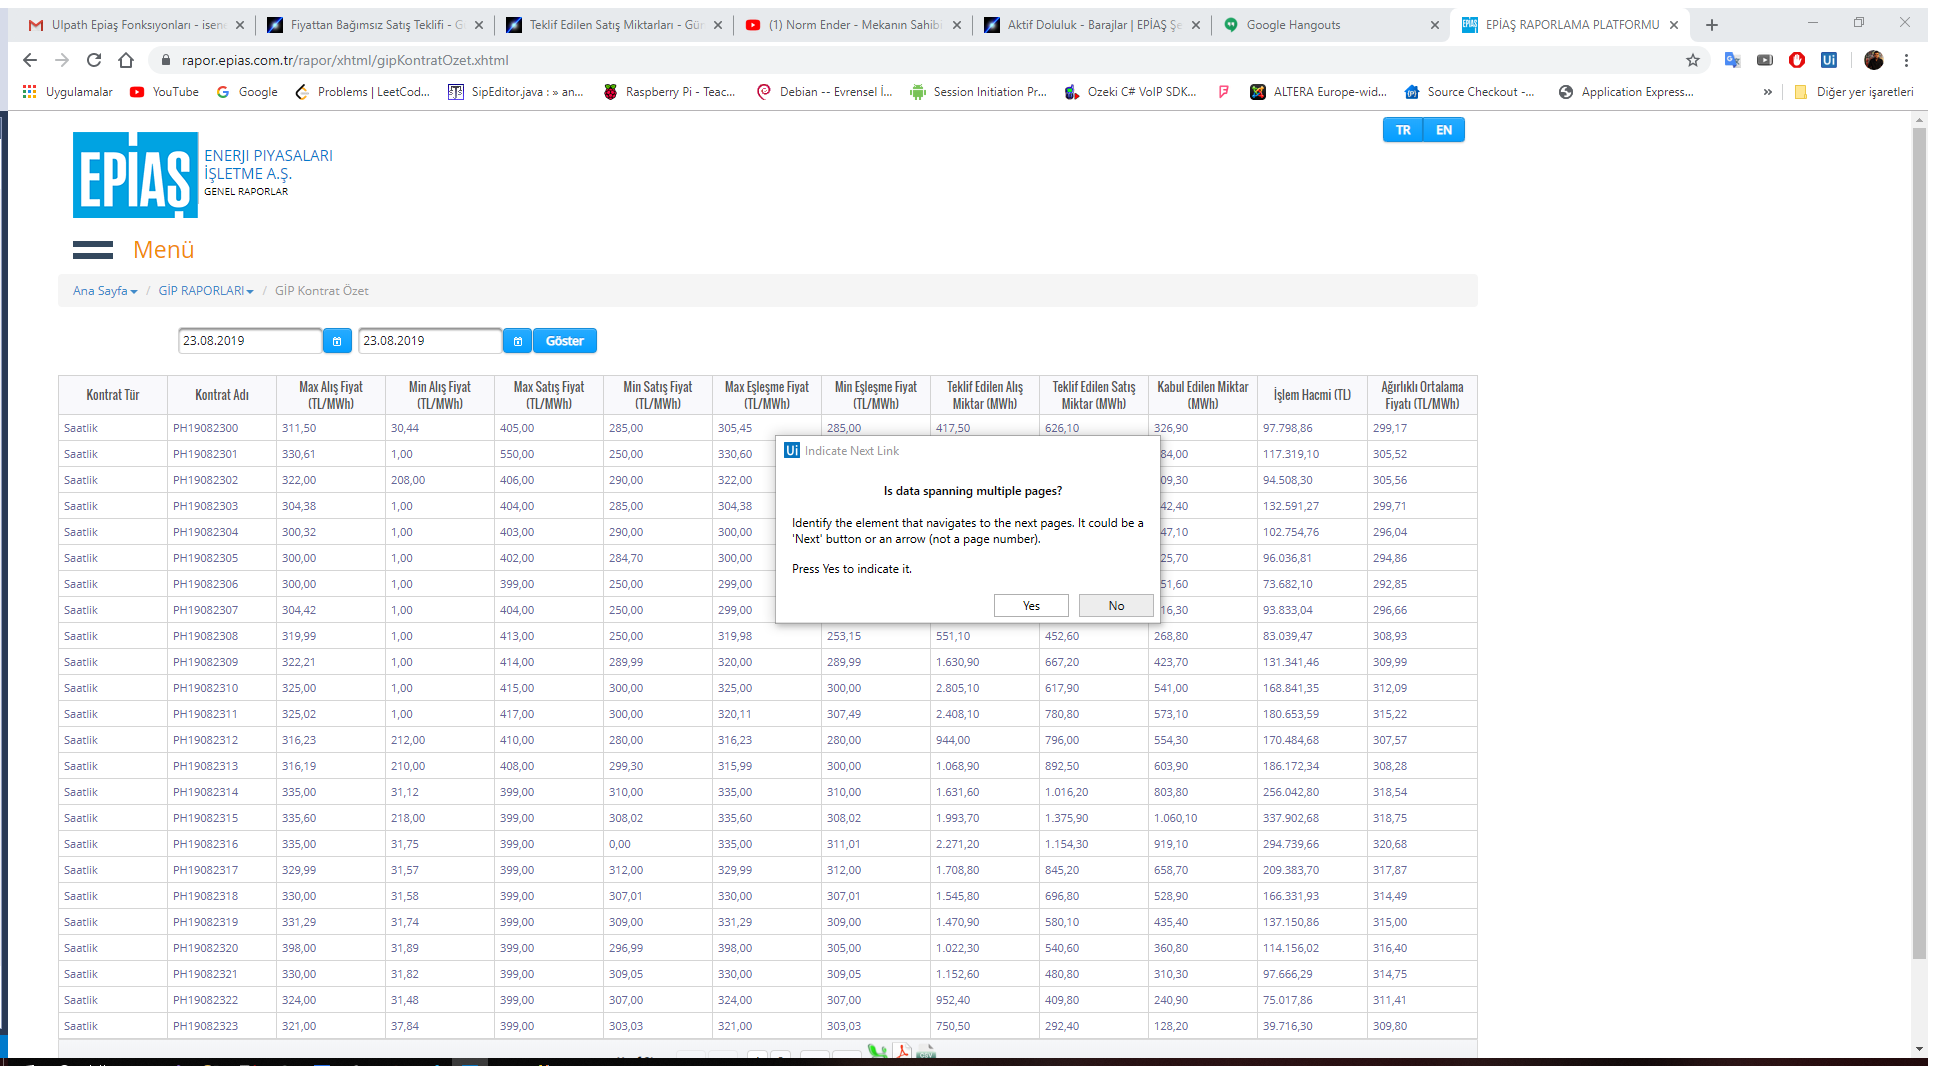 Ulpath Epiaş Fonksıyonları - isen
Fiyattan Bağımsız Satış Teklifi - G
Teklif Edilen Satış Miktarları - Gür
(1) Norm Ender - Mekanın Sahib
Aktif Doluluk - Barajlar | EPİAŞ Şe
Google Hangouts
EPİAŞ RAPORLAMA PLATFORMU
rapor.epias.com.tr/rapor/xhtml/gipKontratOzet.xhtml
Uygulamalar YouTube Google Problems | LeetCod... SipEditor.java : » an... Raspberry Pi - Teac... Debian -- Evrensel İ... Session Initiation Pr... Ozeki C# VoIP SDK... ALTERA Europe-wid... Source Checkout -... Application Express... » Diğer yer işaretleri
TR EN
EPİAŞ
ENERJI PIYASALARI
İŞLETME A.Ş.
GENEL RAPORLAR
Menü
Ana Sayfa / GİP RAPORLARI / GİP Kontrat Özet
23.08.2019 23.08.2019 Göster
Kontrat Tür Kontrat Adı Max Alış Fiyat (TL/MWh) Min Alış Fiyat (TL/MWh) Max Satış Fiyat (TL/MWh) Min Satış Fiyat (TL/MWh) Max Eşleşme Fiyat (TL/MWh) Min Eşleşme Fiyat (TL/MWh) Teklif Edilen Alış Miktar (MWh) Teklif Edilen Satış Miktar (MWh) Kabul Edilen Miktar (MWh) İşlem Hacmi (TL) Ağırlıklı Ortalama Fiyatı (TL/MWh)
Saatlik PH19082300 311,50 30,44 405,00 285,00 305,45 285,00 417,50 626,10 326,90 97.798,86 299,17
Saatlik PH19082301 330,61 1,00 550,00 250,00 330,60 84,00 117.319,10 305,52
Saatlik PH19082302 322,00 208,00 406,00 290,00 322,00 09,30 94.508,30 305,56
Saatlik PH19082303 304,38 1,00 404,00 285,00 304,38 42,40 132.591,27 299,71
Saatlik PH19082304 300,32 1,00 403,00 290,00 300,00 47,10 102.754,76 296,04
Saatlik PH19082305 300,00 1,00 402,00 284,70 300,00 25,70 96.036,81 294,86
Saatlik PH19082306 300,00 1,00 399,00 250,00 299,00 51,60 73.682,10 292,85
Saatlik PH19082307 304,42 1,00 404,00 250,00 299,00 16,30 93.833,04 296,66
Ui Indicate Next Link
Is data spanning multiple pages?
Identify the element that navigates to the next pages. It could be a
'Next' button or an arrow (not a page number).
Press Yes to indicate it.
Yes No
Saatlik PH19082308 319,99 1,00 413,00 250,00 319,98 253,15 551,10 452,60 268,80 83.039,47 308,93
Saatlik PH19082309 322,21 1,00 414,00 289,99 320,00 289,99 1.630,90 667,20 423,70 131.341,46 309,99
Saatlik PH19082310 325,00 1,00 415,00 300,00 325,00 300,00 2.805,10 617,90 541,00 168.841,35 312,09
Saatlik PH19082311 325,02 1,00 417,00 300,00 320,11 307,49 2.408,10 780,80 573,10 180.653,59 315,22
Saatlik PH19082312 316,23 212,00 410,00 280,00 316,23 280,00 944,00 796,00 554,30 170.484,68 307,57
Saatlik PH19082313 316,19 210,00 408,00 299,30 315,99 300,00 1.068,90 892,50 603,90 186.172,34 308,28
Saatlik PH19082314 335,00 31,12 399,00 310,00 335,00 310,00 1.631,60 1.016,20 803,80 256.042,80 318,54
Saatlik PH19082315 335,60 218,00 399,00 308,02 335,60 308,02 1.993,70 1.375,90 1.060,10 337.902,68 318,75
Saatlik PH19082316 335,00 31,75 399,00 0,00 335,00 311,01 2.271,20 1.154,30 919,10 294.739,66 320,68
Saatlik PH19082317 329,99 31,57 399,00 312,00 329,99 312,00 1.708,80 845,20 658,70 209.383,70 317,87
Saatlik PH19082318 330,00 31,58 399,00 307,01 330,00 307,01 1.545,80 696,80 528,90 166.331,93 314,49
Saatlik PH19082319 331,29 31,74 399,00 309,00 331,29 309,00 1.470,90 580,10 435,40 137.150,86 315,00
Saatlik PH19082320 398,00 31,89 399,00 296,99 398,00 305,00 1.022,30 540,60 360,80 114.156,02 316,40
Saatlik PH19082321 330,00 31,82 399,00 309,05 330,00 309,05 1.152,60 480,80 310,30 97.666,29 314,75
Saatlik PH19082322 324,00 31,48 399,00 307,00 324,00 307,00 952,40 409,80 240,90 75.017,86 311,41
Saatlik PH19082323 321,00 37,84 399,00 303,03 321,00 303,03 750,50 292,40 128,20 39.716,30 309,80